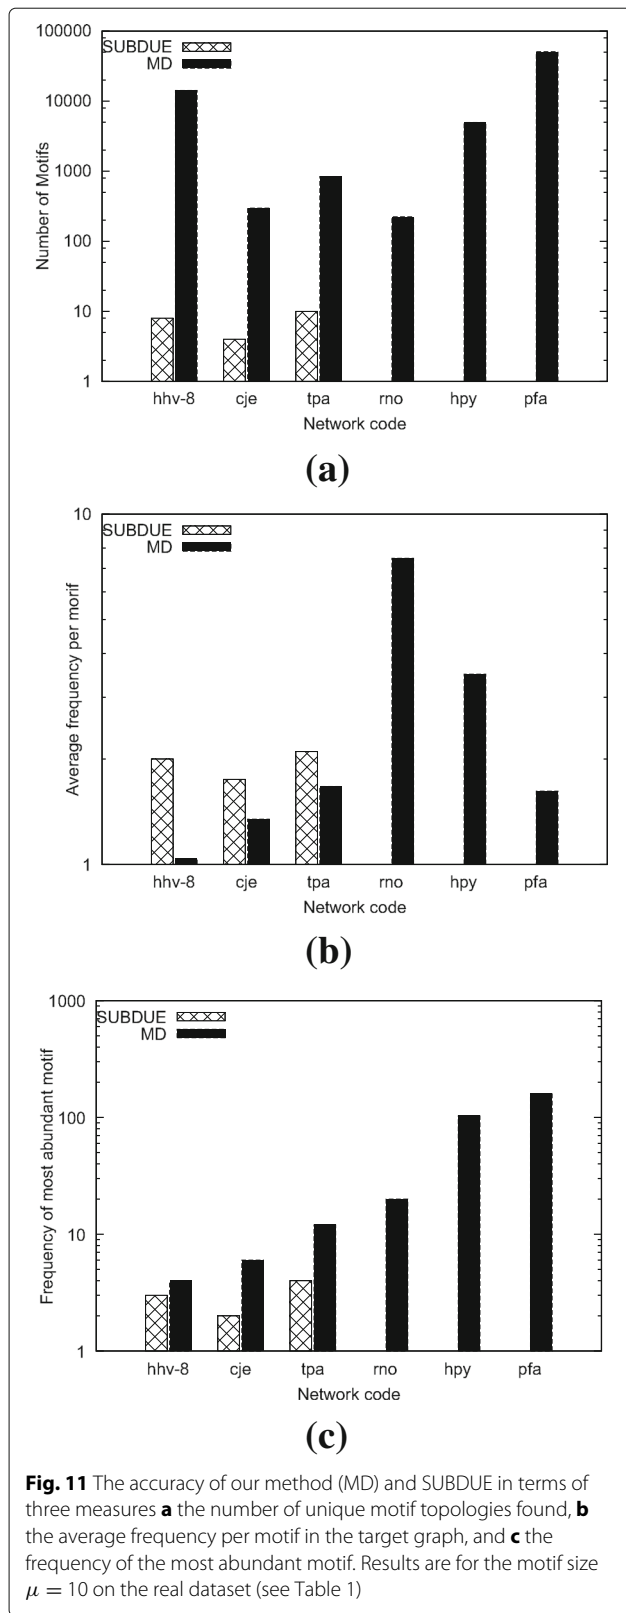 100000
SUBDUE
MD
10000
1000
100
10
1
Number of Motifs
hhv-8 cje tpa rno hpy pfa
Network code
(a)
10
SUBDUE
MD
Average frequency per morif
1
hhv-8 cje tpa rno hpy pfa
Network code
(b)
1000
SUBDUE
MD
100
10
1
Frequency of most abundant motif
hhv-8 cje tpa rno hpy pfa
Network code
(c)
Fig. 11 The accuracy of our method (MD) and SUBDUE in terms of
three measures a the number of unique motif topologies found, b
the average frequency per motif in the target graph, and c the
frequency of the most abundant motif. Results are for the motif size
μ = 10 on the real dataset (see Table 1)